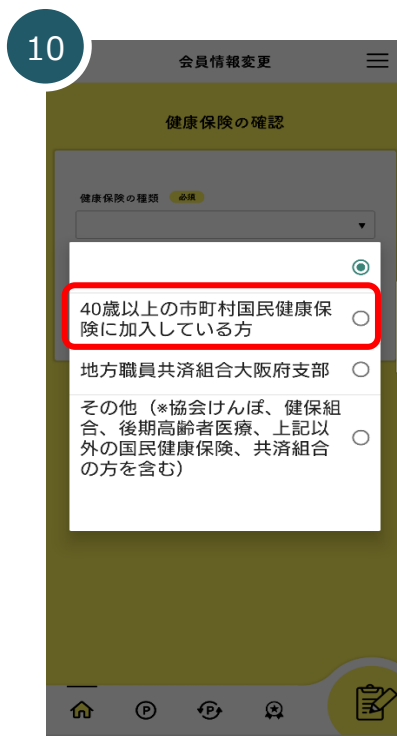 10
会員情報変更
健康保険の確認
健康保険の種類 必須
40歳以上の市町村国民健康保
険に加入している方
地方職員共済組合大阪府支部
その他（※協会けんぽ、健保組
合、後期高齢者医療、上記以
外の国民健康保険、共済組合
の方を含む）
P
P